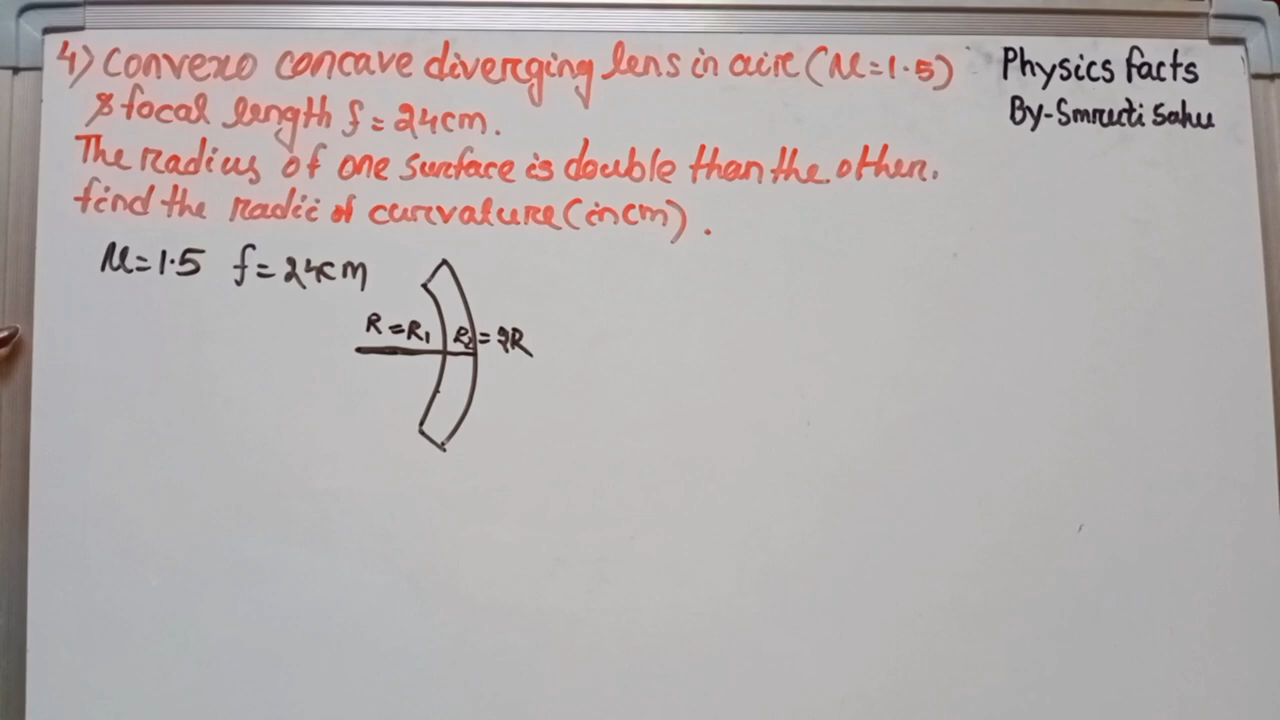 4) Convexo concave diverging lens in air (μ=1.5)
& focal length f = 24cm.
The radius of one surface is double than the other.
find the radii of curvature (in cm).
Physics facts
By-Smruti Sahu
μ=1.5 f=24cm
R=R₁ R₂=2R